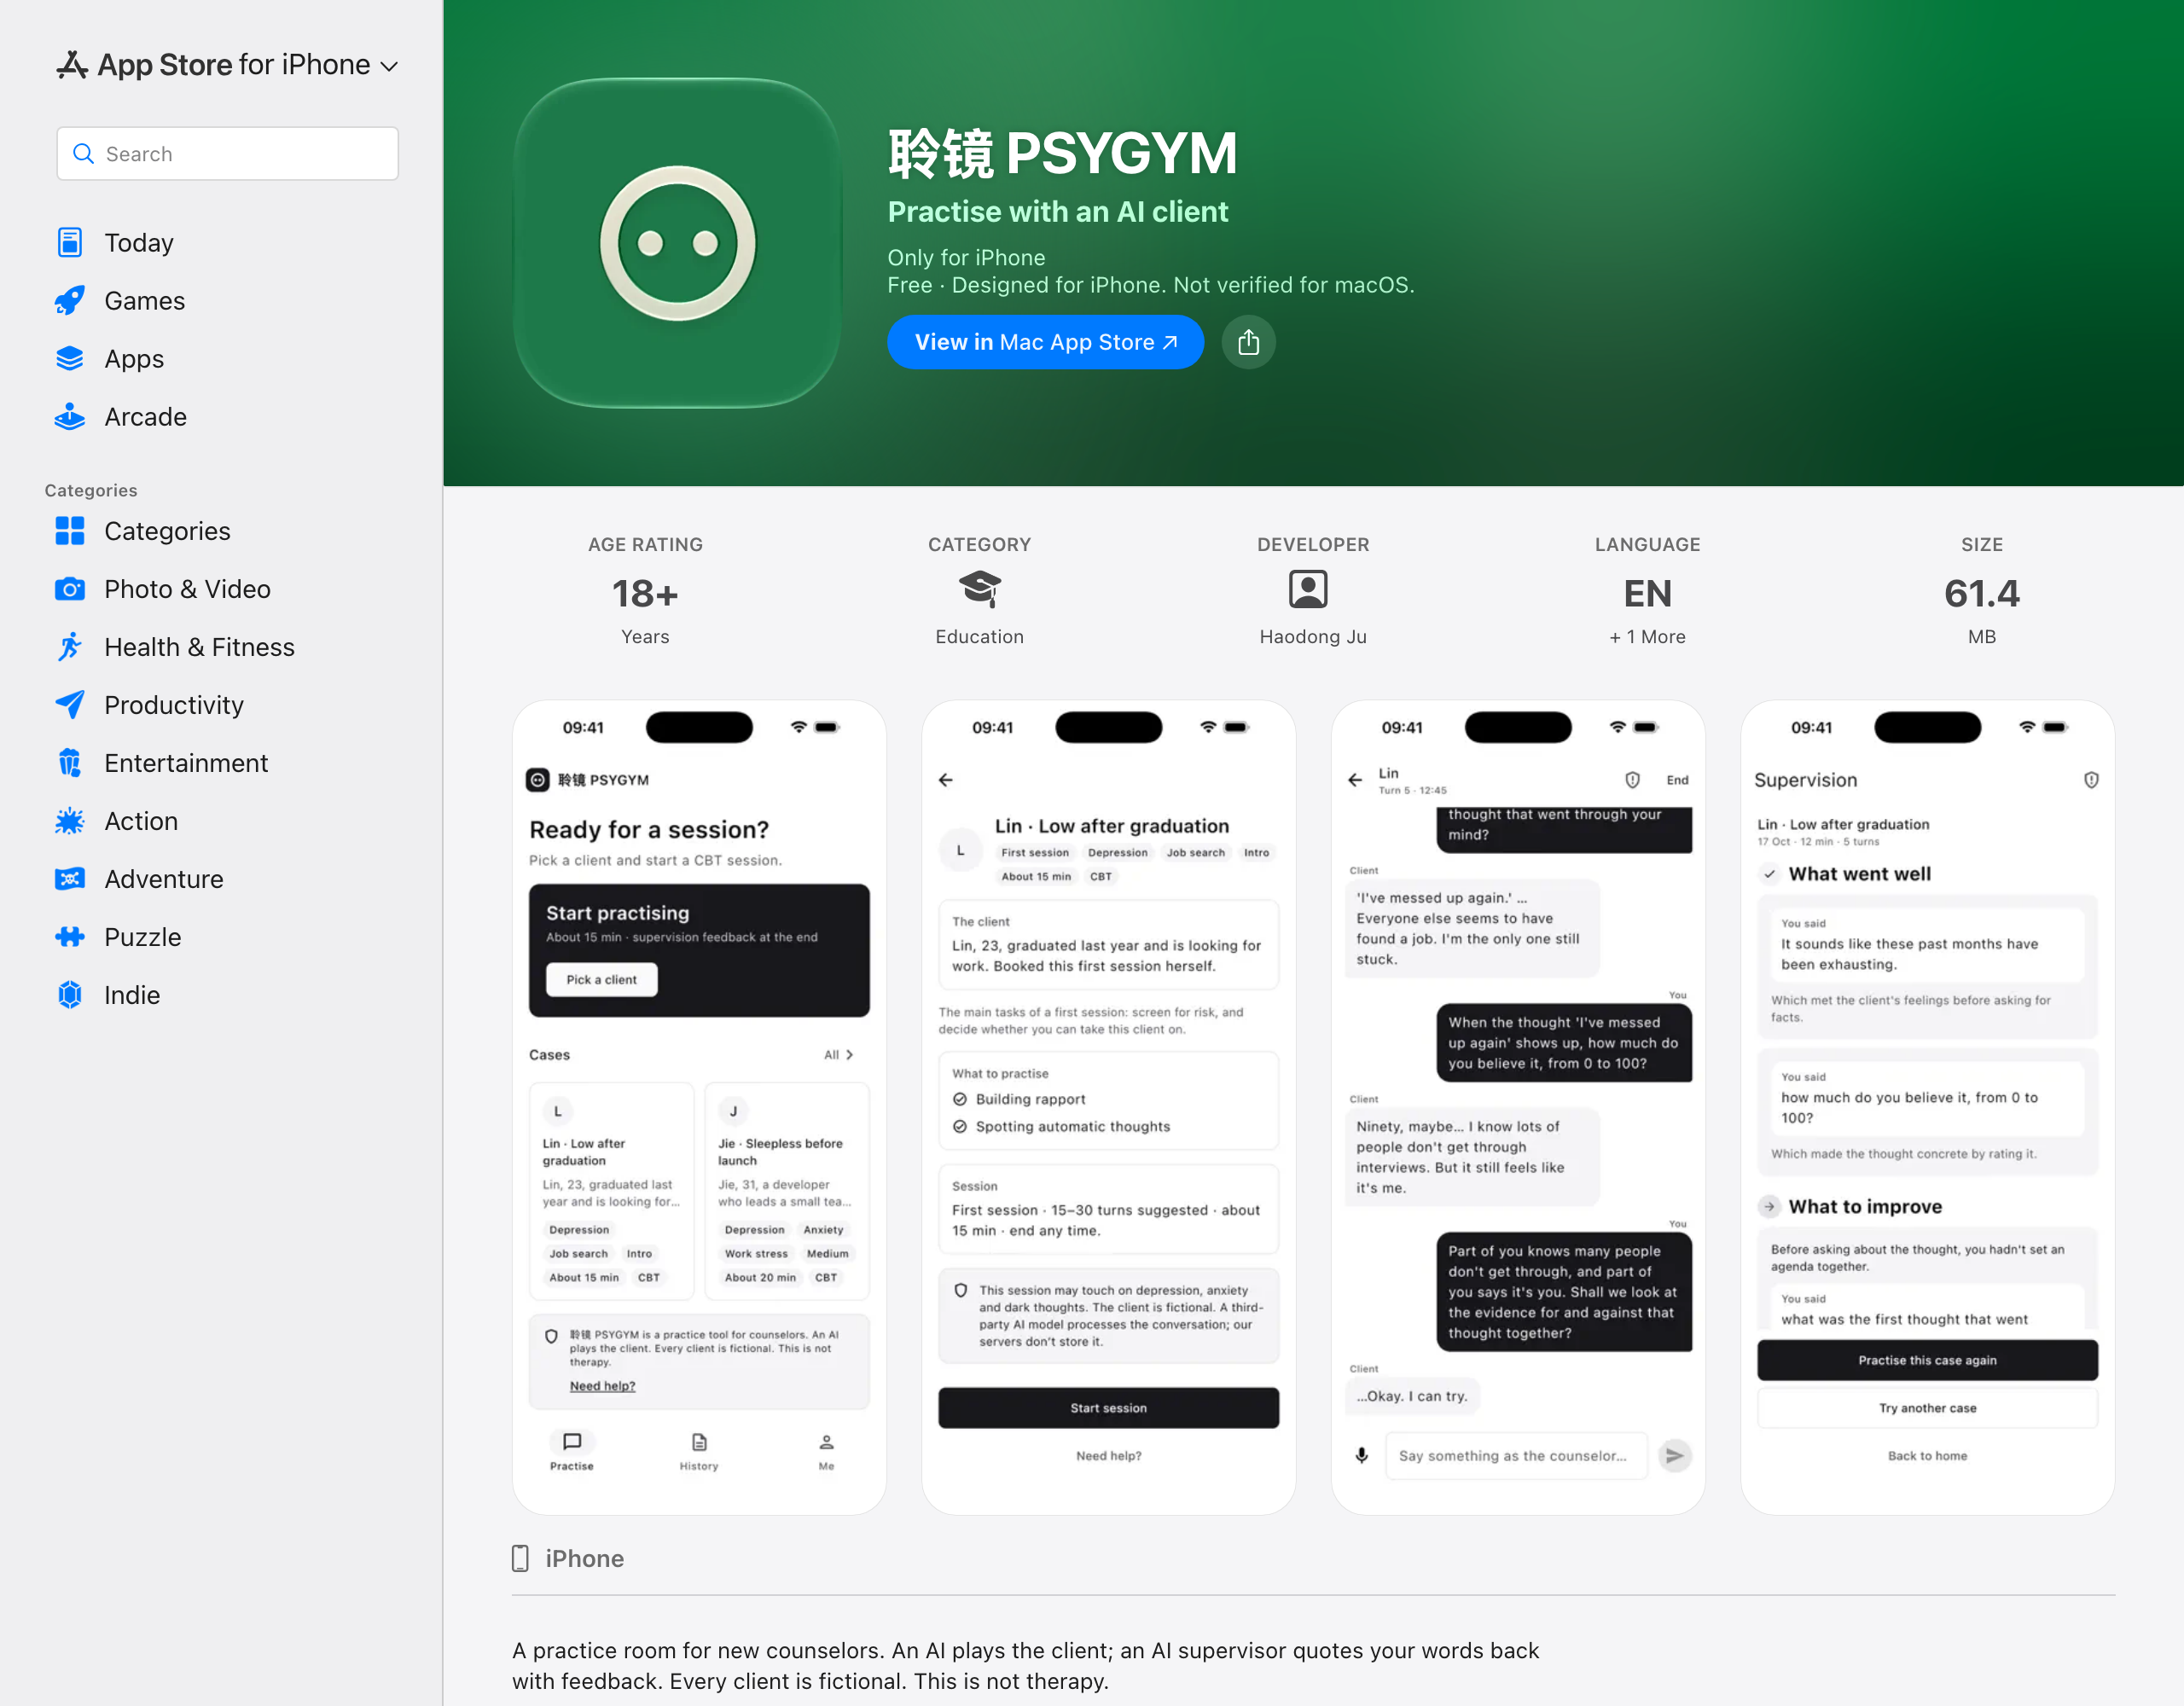 App Store for iPhone
Search
Today
Games
Apps
Arcade
Categories
Categories
Photo & Video
Health & Fitness
Productivity
Entertainment
Action
Adventure
Puzzle
Indie
聆镜 PSYGYM
Practise with an AI client
Only for iPhone
Free · Designed for iPhone. Not verified for macOS.
View in Mac App Store
AGE RATING
18+
Years
CATEGORY
Education
DEVELOPER
Haodong Ju
LANGUAGE
EN
+ 1 More
SIZE
61.4
MB
09:41
聆镜 PSYGYM
Ready for a session?
Pick a client and start a CBT session.
Start practising
About 15 min · supervision feedback at the end
Pick a client
Cases
All
L
Lin · Low after
graduation
Lin, 23, graduated last
year and is looking for...
Depression
Job search Intro
About 15 min CBT
J
Jie · Sleepless before
launch
Jie, 31, a developer
who leads a small tea...
Depression Anxiety
Work stress Medium
About 20 min CBT
聆镜 PSYGYM is a practice tool for counselors. An AI
plays the client. Every client is fictional. This is not
therapy.
Need help?
Practise
History
Me
09:41
L
Lin · Low after graduation
First session Depression Job search Intro
About 15 min CBT
The client
Lin, 23, graduated last year and is looking for
work. Booked this first session herself.
The main tasks of a first session: screen for risk, and
decide whether you can take this client on.
What to practise
Building rapport
Spotting automatic thoughts
Session
First session · 15–30 turns suggested · about
15 min · end any time.
This session may touch on depression, anxiety
and dark thoughts. The client is fictional. A third-
party AI model processes the conversation; our
servers don't store it.
Start session
Need help?
09:41
Lin
Turn 5 · 12:45
End
thought that went through your
mind?
Client
'I've messed up again.' ...
Everyone else seems to have
found a job. I'm the only one still
stuck.
You
When the thought 'I've messed
up again' shows up, how much do
you believe it, from 0 to 100?
Client
Ninety, maybe... I know lots of
people don't get through
interviews. But it still feels like
it's me.
You
Part of you knows many people
don't get through, and part of
you says it's you. Shall we look at
the evidence for and against that
thought together?
Client
...Okay. I can try.
Say something as the counselor...
09:41
Supervision
Lin · Low after graduation
17 Oct · 12 min · 5 turns
What went well
You said
It sounds like these past months have
been exhausting.
Which met the client's feelings before asking for
facts.
You said
how much do you believe it, from 0 to
100?
Which made the thought concrete by rating it.
What to improve
Before asking about the thought, you hadn't set an
agenda together.
You said
what was the first thought that went
Practise this case again
Try another case
Back to home
iPhone
A practice room for new counselors. An AI plays the client; an AI supervisor quotes your words back
with feedback. Every client is fictional. This is not therapy.